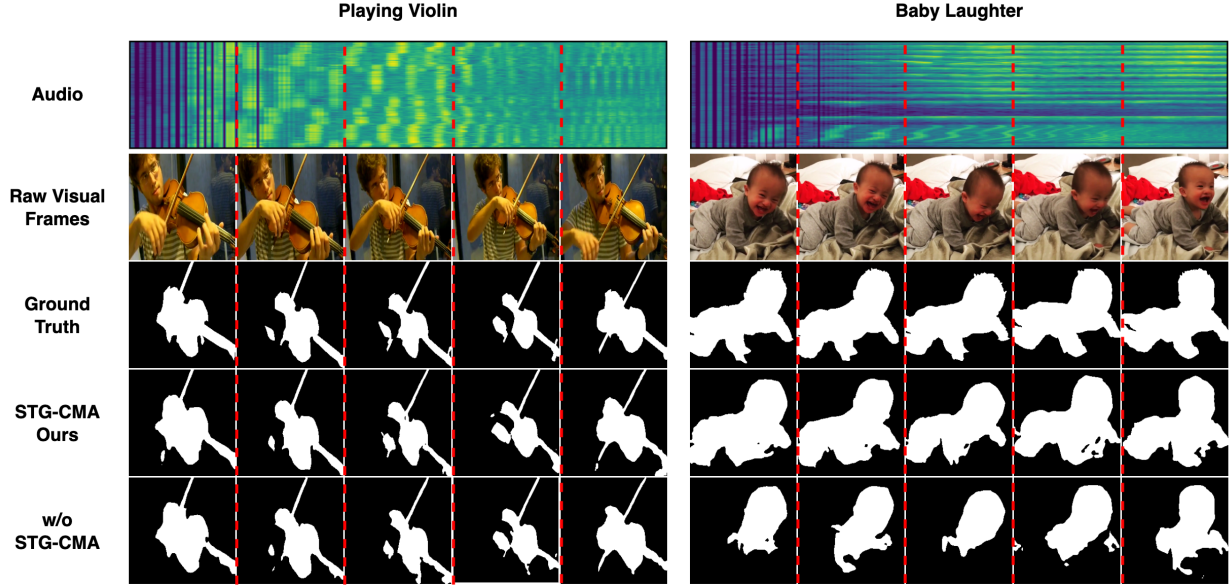 Playing Violin
Baby Laughter
Audio
Raw Visual
Frames
Ground
Truth
STG-CMA
Ours
w/o
STG-CMA